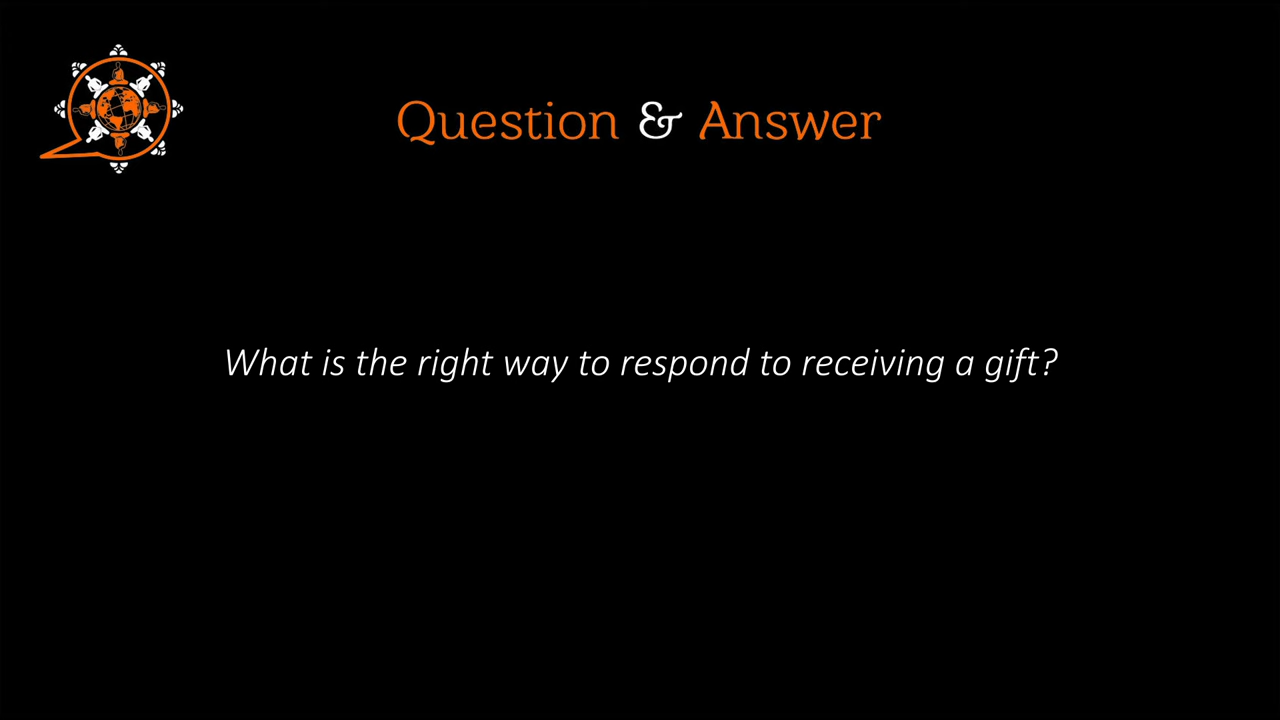 Question & Answer
What is the right way to respond to receiving a gift?